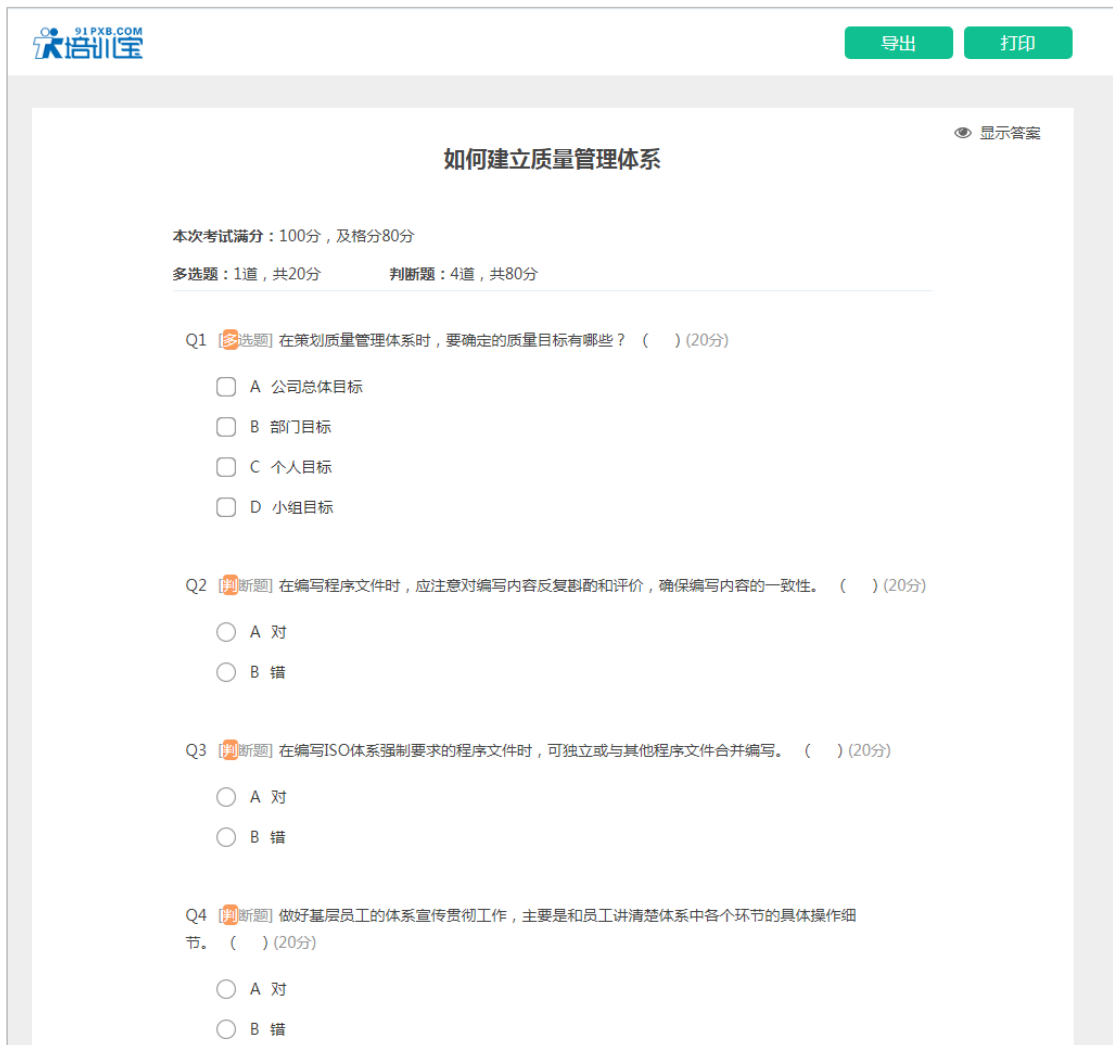 91PXB.COM
培训宝
导出 打印
显示答案
如何建立质量管理体系
本次考试满分：100分，及格分80分
多选题：1道，共20分 判断题：4道，共80分
Q1 [多选题] 在策划质量管理体系时，要确定的质量目标有哪些？ （ ）(20分)
A 公司总体目标
B 部门目标
C 个人目标
D 小组目标
Q2 [判断题] 在编写程序文件时，应注意对编写内容反复斟酌和评价，确保编写内容的一致性。 （ ）(20分)
A 对
B 错
Q3 [判断题] 在编写ISO体系强制要求的程序文件时，可独立或与其他程序文件合并编写。 （ ）(20分)
A 对
B 错
Q4 [判断题] 做好基层员工的体系宣传贯彻工作，主要是和员工讲清楚体系中各个环节的具体操作细
节。 （ ）(20分)
A 对
B 错